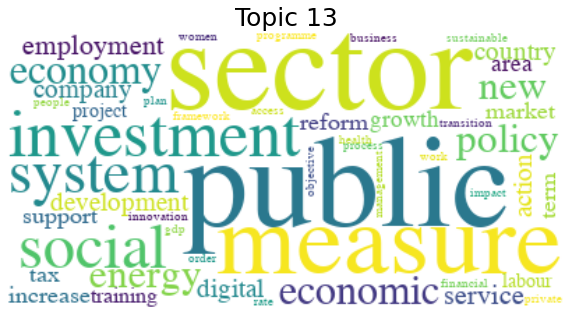 Topic 13
women programme business sustainable
employment sector country
economy area
company new
people plan access market
project framework reform growth transition
investment health process policy
system public objective management work action term
development impact
support innovation measure
social gdp order
tax energy digital economic financial labour
increase training rate service private